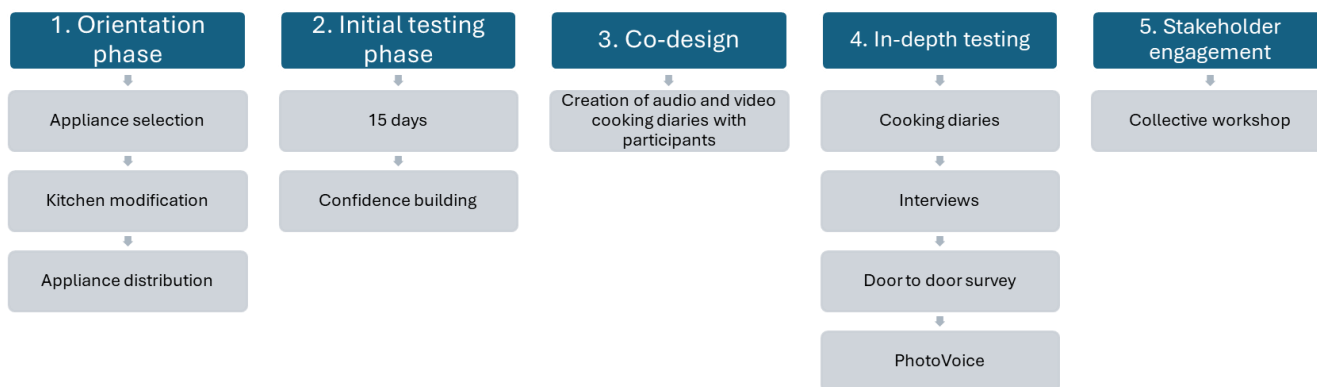 1. Orientation
phase
Appliance selection
Kitchen modification
Appliance distribution
2. Initial testing
phase
15 days
Confidence building
3. Co-design
Creation of audio and video
cooking diaries with
participants
4. In-depth testing
Cooking diaries
Interviews
Door to door survey
PhotoVoice
5. Stakeholder
engagement
Collective workshop